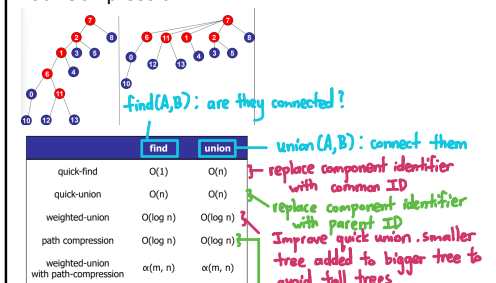 7
7
2
8
6
11
1
2
8
1
3
5
0
4
3
5
6
4
12
13
0
11
10
10
12
13
find(A,B): are they connected?
find
union
union(A,B): connect them
quick-find O(1) O(n)
replace component identifier
with common ID
quick-union O(n) O(n)
replace component identifier
with parent ID
weighted-union O(log n) O(log n)
Improve quick union. smaller
tree added to bigger tree to
avoid tall trees
path compression O(log n) O(log n)
weighted-union
with path-compression
α(m, n) α(m, n)